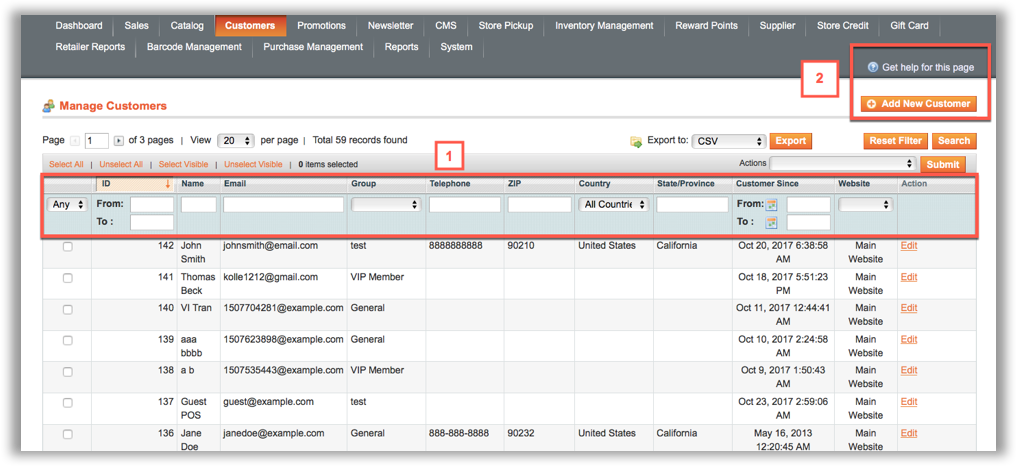 Dashboard Sales Catalog Customers Promotions Newsletter CMS Store Pickup Inventory Management Reward Points Supplier Store Credit Gift Card
Retailer Reports Barcode Management Purchase Management Reports System
Get help for this page
2
Manage Customers
Add New Customer
Page 1 of 3 pages | View 20 per page | Total 59 records found
Export to: CSV Export
Reset Filter Search
1
Select All | Unselect All | Select Visible | Unselect Visible | 0 items selected
Actions Submit
ID Name Email Group Telephone ZIP Country State/Province Customer Since Website Action
Any From: All Countrie From:
To : To :
142 John johnsmith@email.com test 8888888888 90210 United States California Oct 20, 2017 6:38:58 Main Edit
Smith AM Website
141 Thomas kolle1212@gmail.com VIP Member Oct 18, 2017 5:51:23 Main Edit
Beck PM Website
140 VI Tran 1507704281@example.com General Oct 11, 2017 12:44:41 Main Edit
AM Website
139 aaa 1507623898@example.com General Oct 10, 2017 2:24:58 Main Edit
bbbb AM Website
138 a b 1507535443@example.com VIP Member Oct 9, 2017 1:50:43 Main Edit
AM Website
137 Guest guest@example.com test Oct 23, 2017 2:59:06 Main Edit
POS AM Website
136 Jane janedoe@example.com General 888-888-8888 90232 United States California May 16, 2013 Main Edit
Doe 12:20:45 AM Website